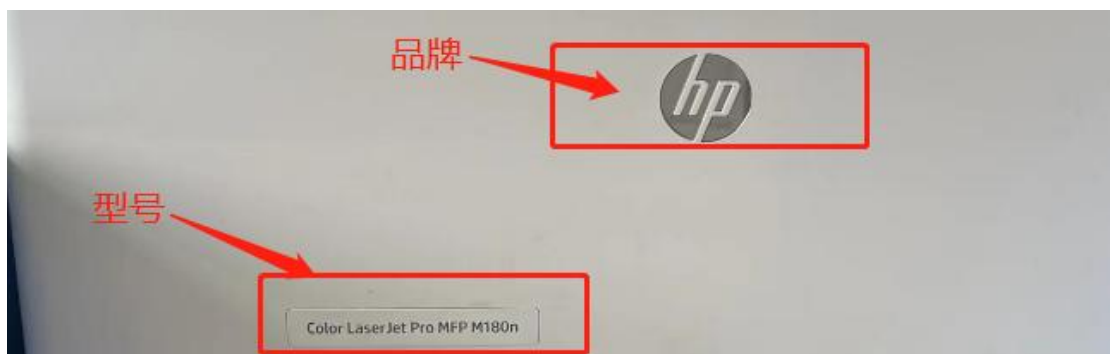 品牌
hp
型号
Color LaserJet Pro MFP M180n